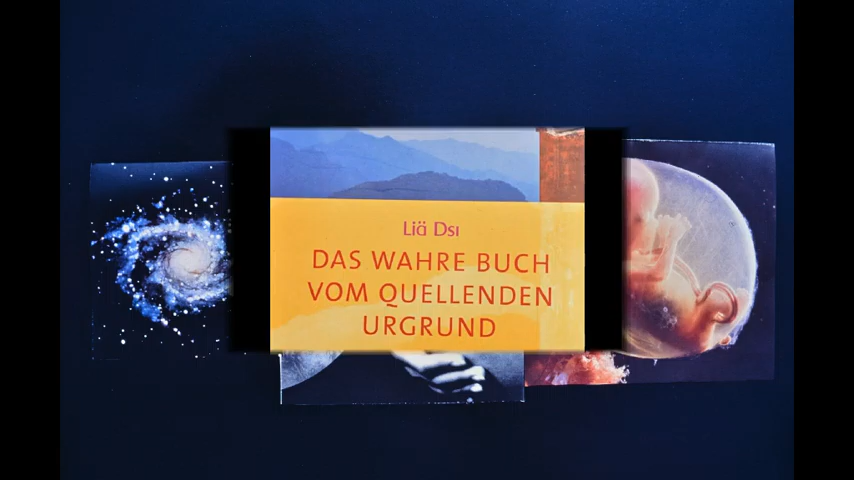 Liä Dsi
DAS WAHRE BUCH
VOM QUELLENDEN
URGRUND